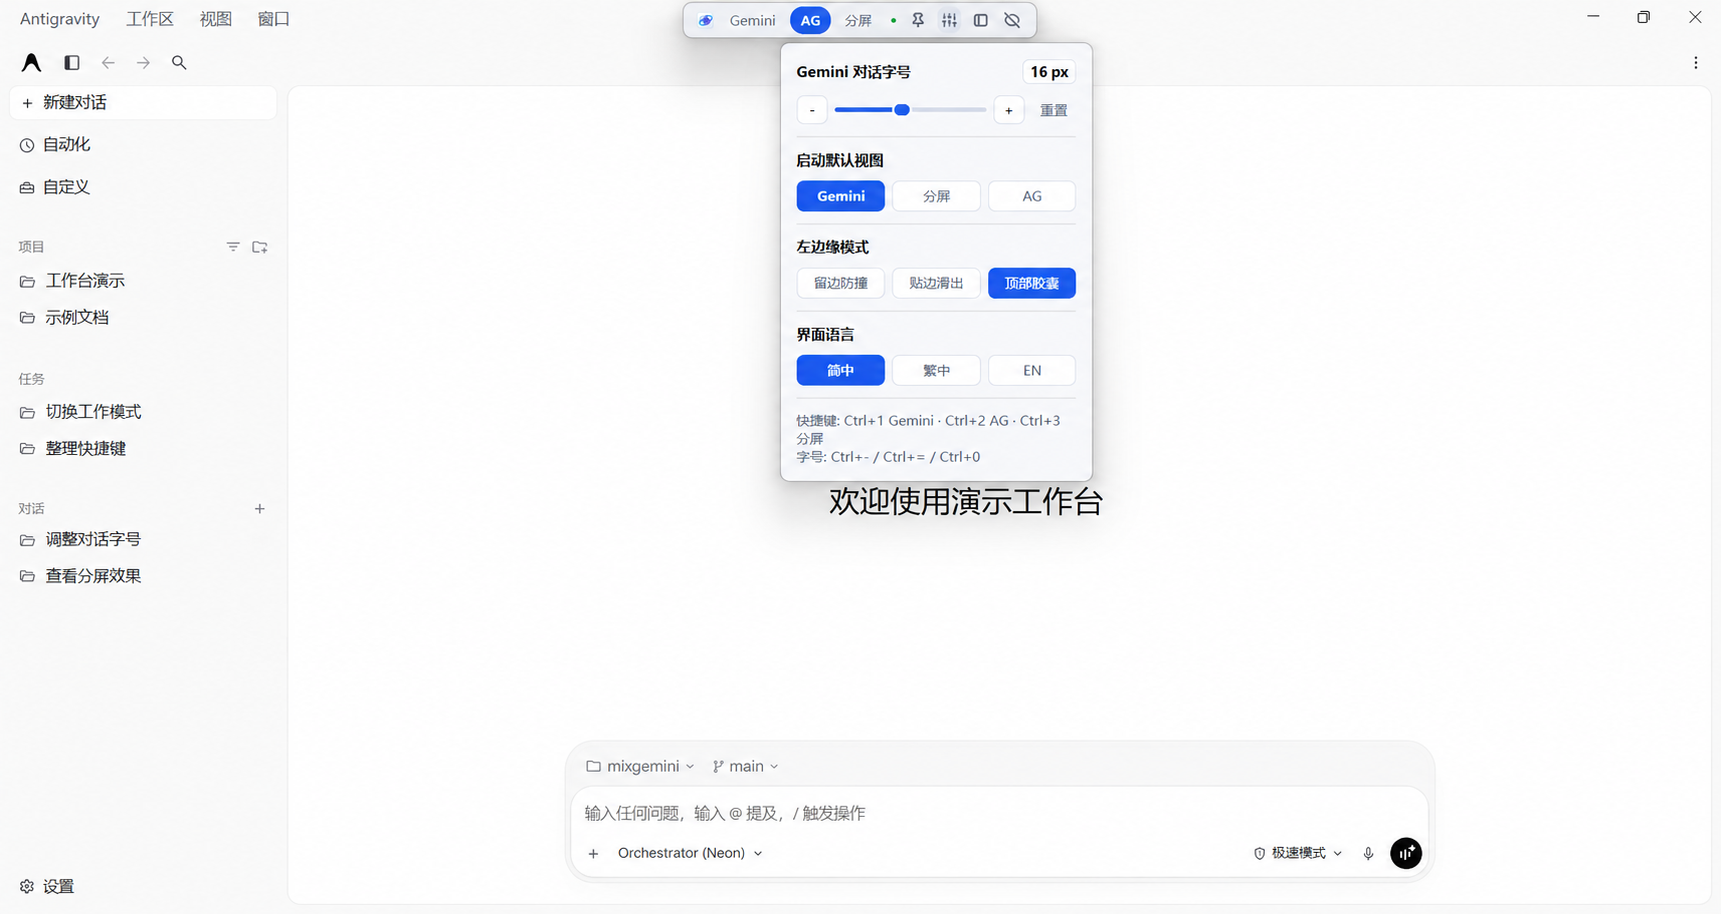 Antigravity 工作区 视图 窗口
Gemini AG 分屏
新建对话
自动化
自定义
项目
工作台演示
示例文档
任务
切换工作模式
整理快捷键
对话
调整对话字号
查看分屏效果
设置
Gemini 对话字号 16 px
- + 重置
启动默认视图
Gemini 分屏 AG
左边缘模式
留边防撞 贴边滑出 顶部胶囊
界面语言
简中 繁中 EN
快捷键: Ctrl+1 Gemini · Ctrl+2 AG · Ctrl+3
分屏
字号: Ctrl+- / Ctrl+= / Ctrl+0
欢迎使用演示工作台
mixgemini main
输入任何问题，输入 @ 提及，/ 触发操作
Orchestrator (Neon) 极速模式